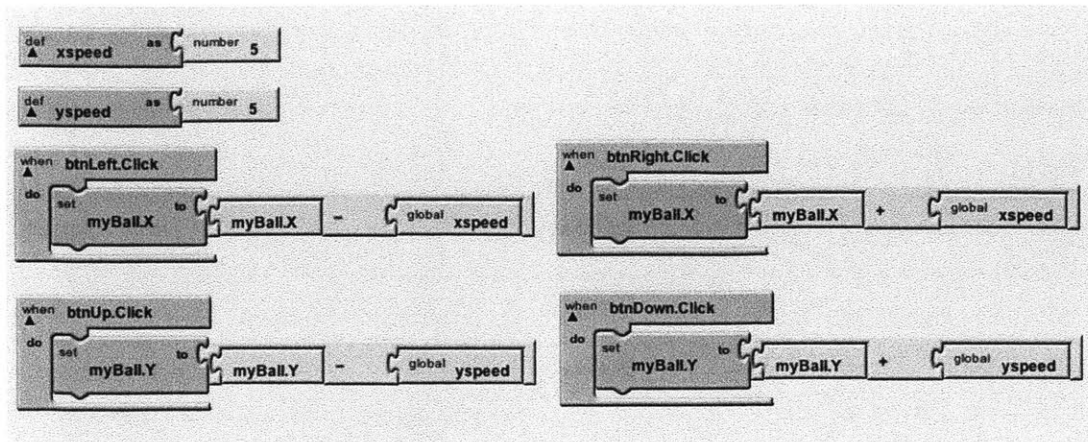 def xspeed as number 5
def yspeed as number 5
when btnLeft.Click
do set myBall.X to myBall.X - global xspeed
when btnRight.Click
do set myBall.X to myBall.X + global xspeed
when btnUp.Click
do set myBall.Y to myBall.Y - global yspeed
when btnDown.Click
do set myBall.Y to myBall.Y + global yspeed